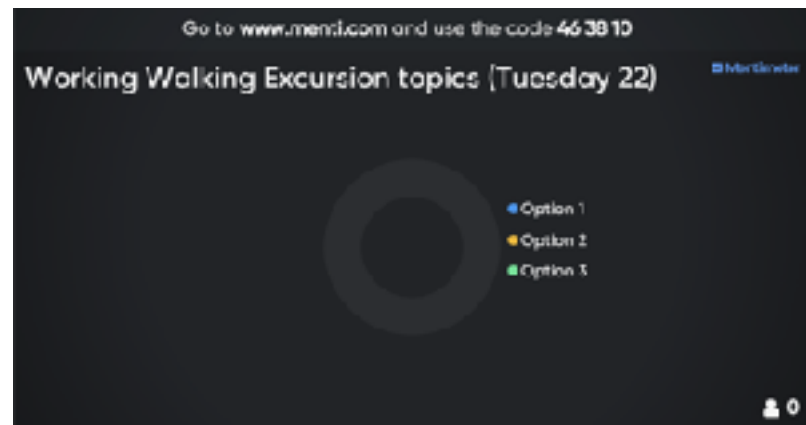 Go to www.menti.com and use the code 46 38 10
Working Walking Excursion topics (Tuesday 22)
Mentimeter
Option 1
Option 2
Option 3
0